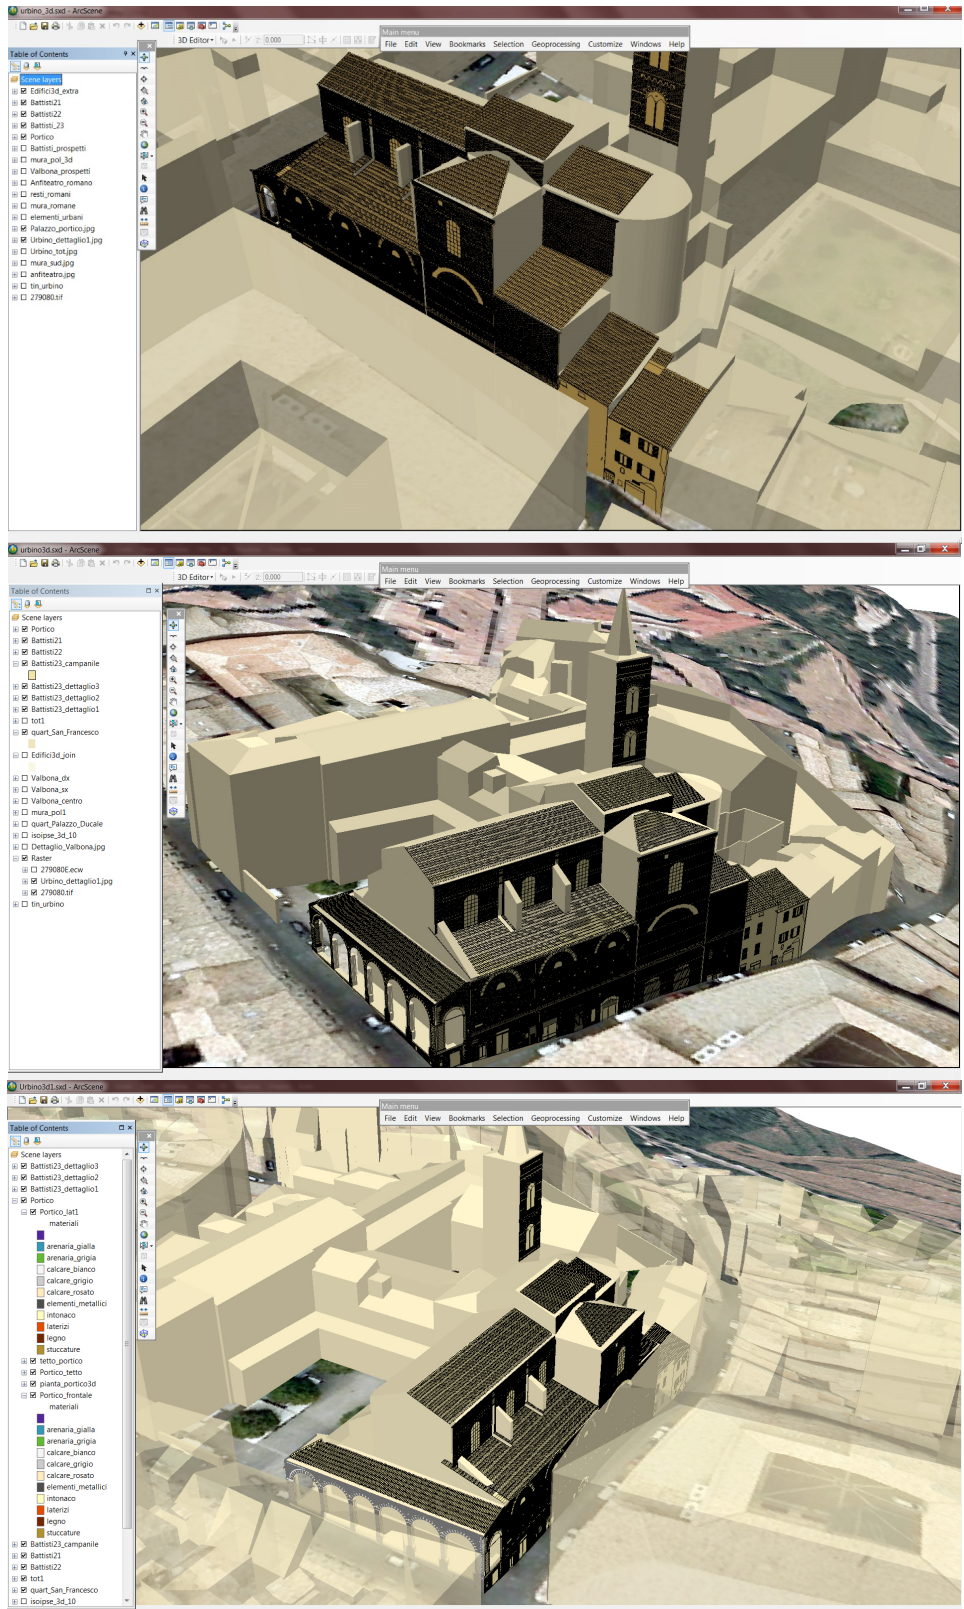 urbino_3d.sxd - ArcScene
3D Editor
0,000
Main menu
File Edit View Bookmarks Selection Geoprocessing Customize Windows Help
Table of Contents
Scene layers
Edifici3d_extra
Battisti21
Battisti22
Battisti_23
Portico
Battisti_prospetti
mura_pol_3d
Valbona_prospetti
Anfiteatro_romano
resti_romani
mura_romane
elementi_urbani
Palazzo_portico.jpg
Urbino_dettaglio1.jpg
Urbino_tot.jpg
mura_sud.jpg
anfiteatro.jpg
tin_urbino
279080.tif
urbino3d.sxd - ArcScene
3D Editor
0,000
Main menu
File Edit View Bookmarks Selection Geoprocessing Customize Windows Help
Table of Contents
Scene layers
Portico
Battisti21
Battisti22
Battisti23_campanile
Battisti23_dettaglio3
Battisti23_dettaglio2
Battisti23_dettaglio1
tot1
quart_San_Francesco
Edifici3d_join
Valbona_dx
Valbona_sx
Valbona_centro
mura_pol1
quart_Palazzo_Ducale
isoipse_3d_10
Dettaglio_Valbona.jpg
Raster
279080E.ecw
Urbino_dettaglio1.jpg
279080.tif
tin_urbino
Urbino3d1.sxd - ArcScene
Main menu
File Edit View Bookmarks Selection Geoprocessing Customize Windows Help
Table of Contents
Scene layers
Battisti23_dettaglio3
Battisti23_dettaglio2
Battisti23_dettaglio1
Portico
Portico_lat1
materiali
arenaria_gialla
arenaria_grigia
calcare_bianco
calcare_grigio
calcare_rosato
elementi_metallici
intonaco
laterizi
legno
stuccature
tetto_portico
Portico_tetto
pianta_portico3d
Portico_frontale
materiali
arenaria_gialla
arenaria_grigia
calcare_bianco
calcare_grigio
calcare_rosato
elementi_metallici
intonaco
laterizi
legno
stuccature
Battisti23_campanile
Battisti21
Battisti22
tot1
quart_San_Francesco
isoipse_3d_10